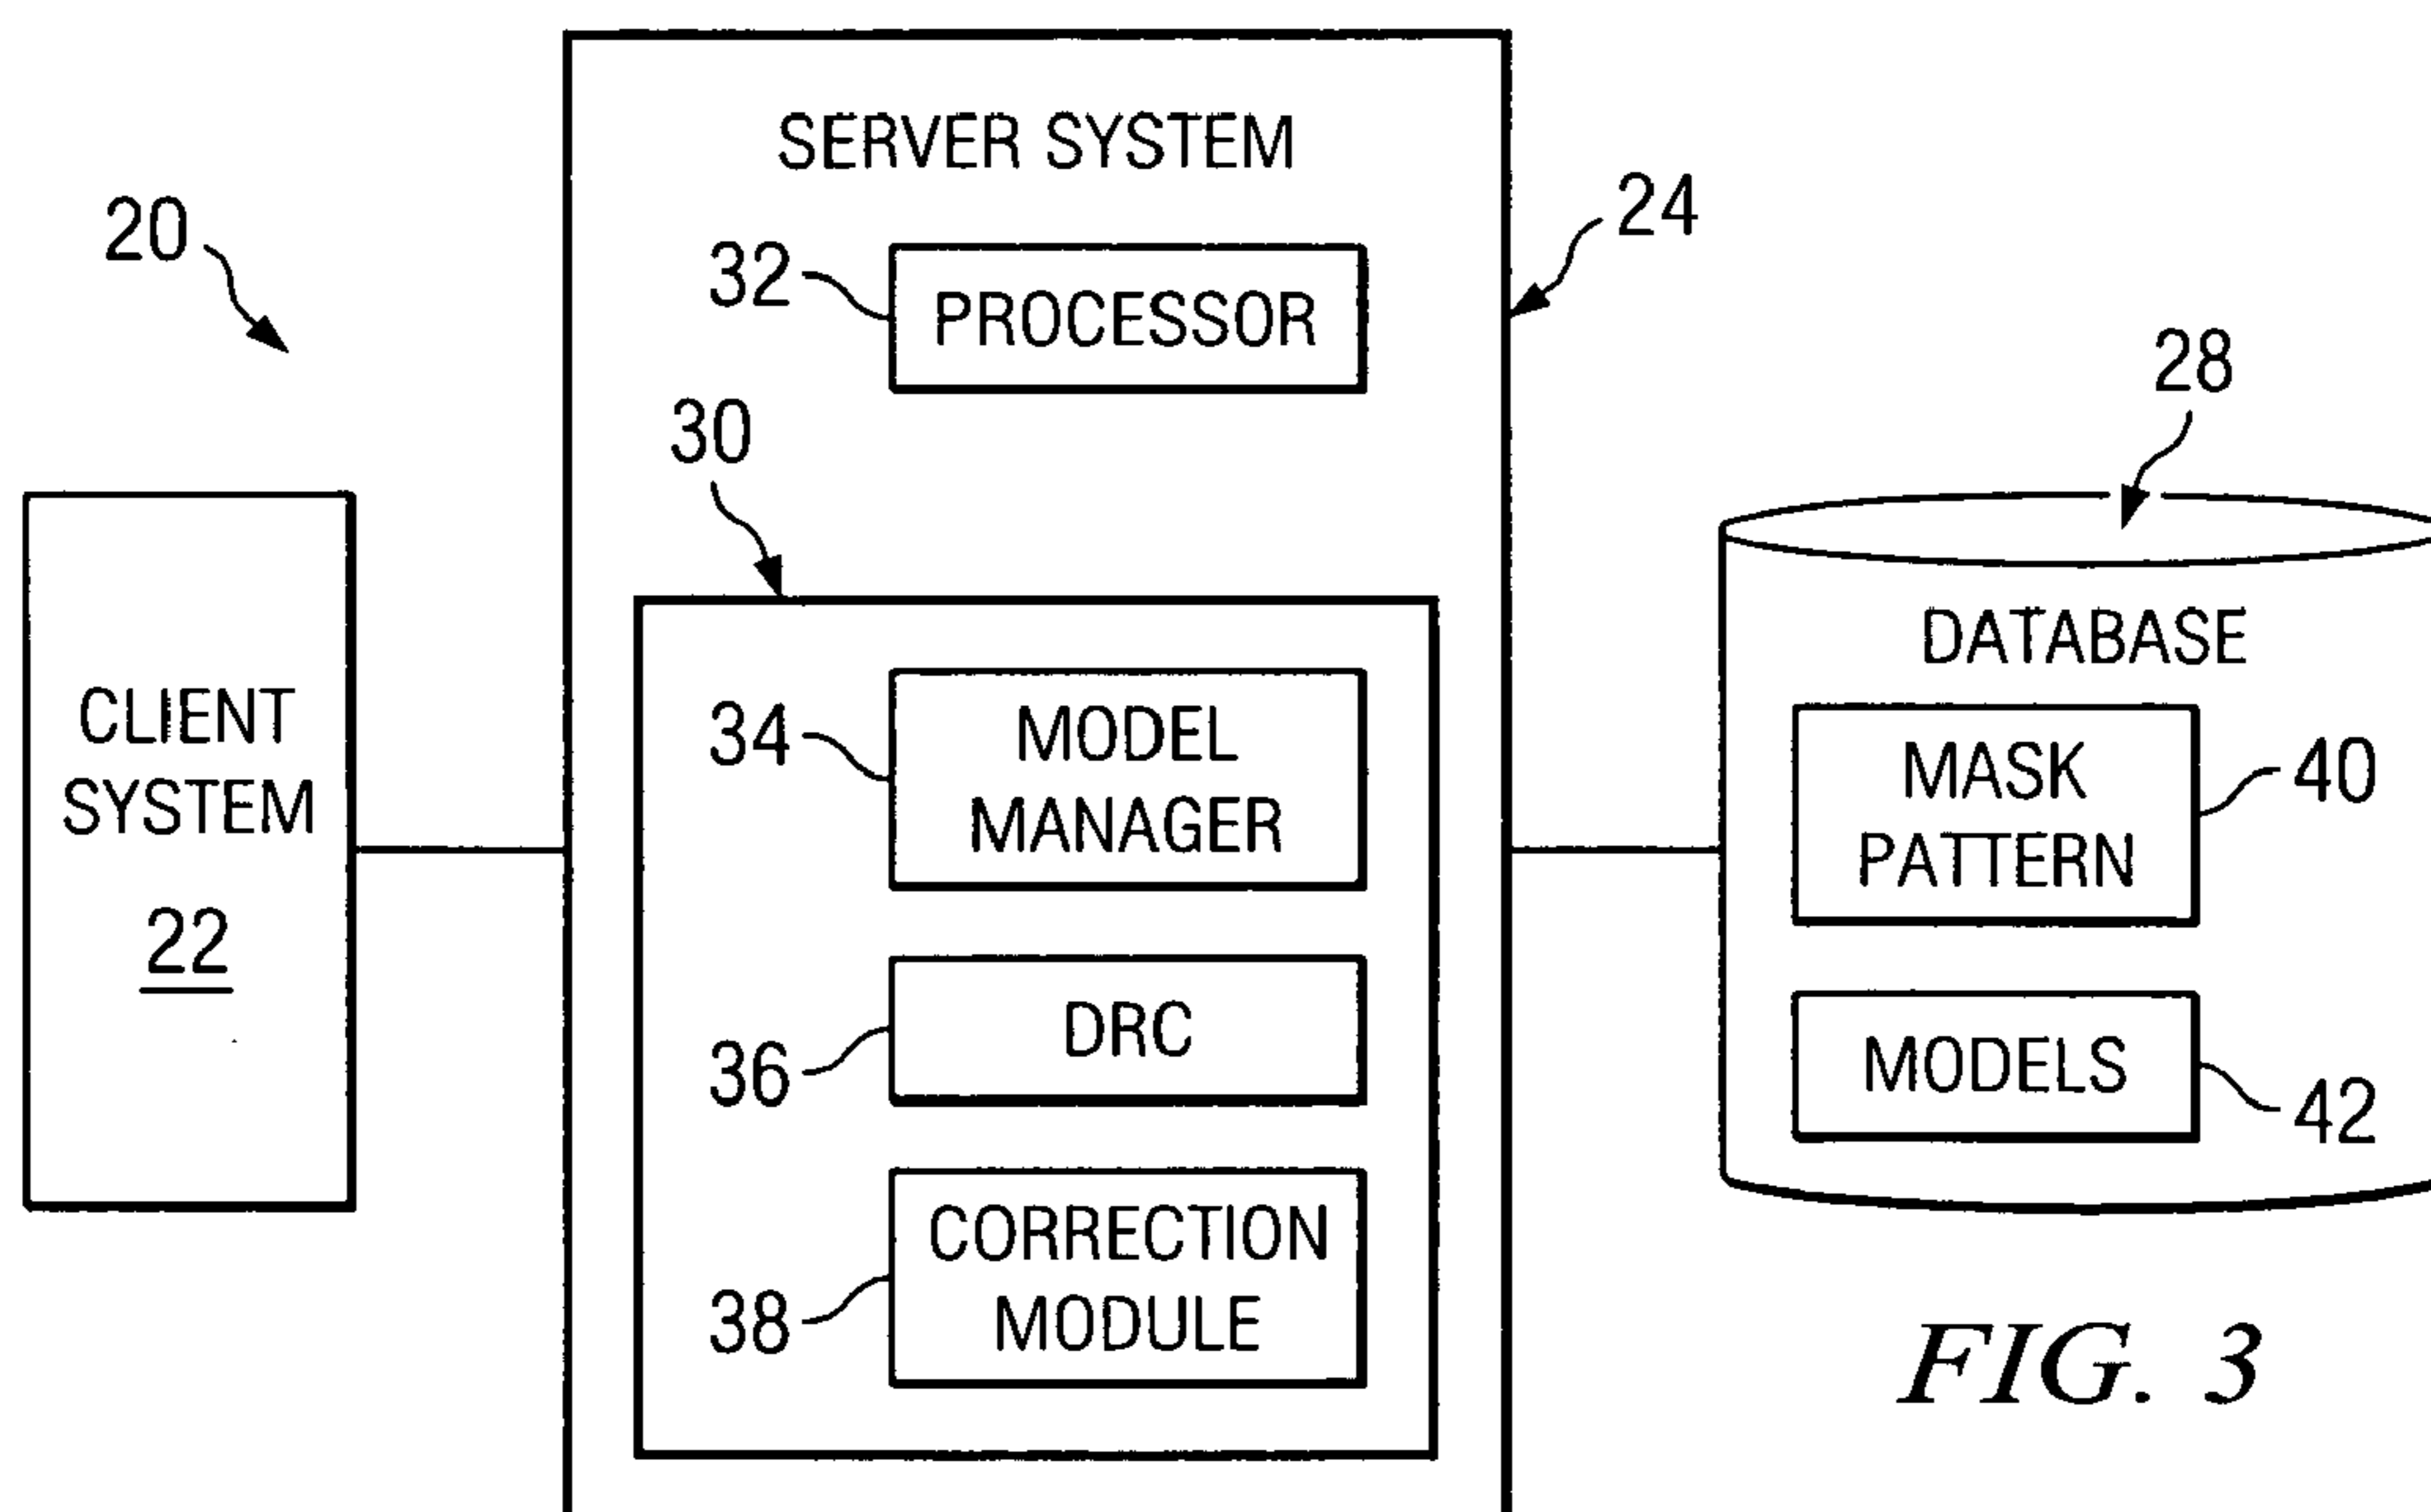 20
CLIENT
SYSTEM
22
SERVER SYSTEM
24
32
PROCESSOR
30
34
MODEL
MANAGER
36
DRC
38
CORRECTION
MODULE
28
DATABASE
MASK
PATTERN
40
MODELS
42
FIG. 3